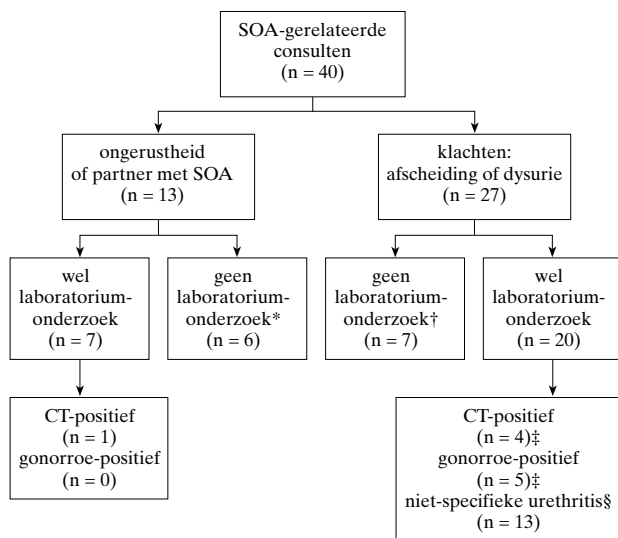 SOA-gerelateerde
consulten
(n = 40)
ongerustheid
of partner met SOA
(n = 13)
klachten:
afscheiding of dysurie
(n = 27)
wel
laboratorium-
onderzoek
(n = 7)
geen
laboratorium-
onderzoek*
(n = 6)
geen
laboratorium-
onderzoek†
(n = 7)
wel
laboratorium-
onderzoek
(n = 20)
CT-positief
(n = 1)
gonorroe-positief
(n = 0)
CT-positief
(n = 4)‡
gonorroe-positief
(n = 5)‡
niet-specifieke urethritis§
(n = 13)